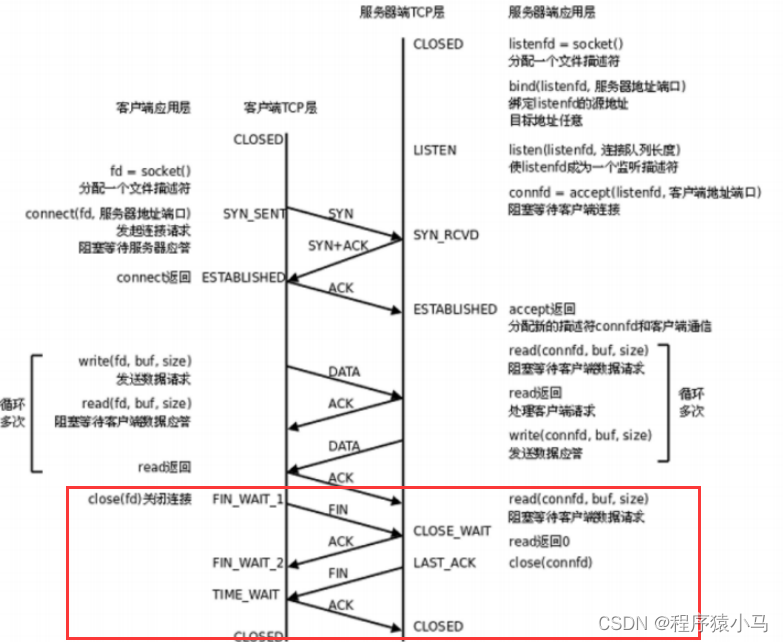 服务器端TCP层 服务器端应用层
CLOSED listenfd = socket()
分配一个文件描述符
bind(listenfd, 服务器地址端口)
绑定listenfd的源地址
目标地址任意
客户端应用层 客户端TCP层
CLOSED
LISTEN listen(listenfd, 连接队列长度)
使listenfd成为一个监听描述符
fd = socket()
分配一个文件描述符
connfd = accept(listenfd, 客户端地址端口)
阻塞等待客户端连接
connect(fd, 服务器地址端口) SYN_SENT SYN
发起连接请求
阻塞等待服务器应答
SYN_RCVD
SYN+ACK
connect返回 ESTABLISHED
ACK
ESTABLISHED accept返回
分配新的描述符connfd和客户端通信
write(fd, buf, size)
发送数据请求
DATA
read(connfd, buf, size)
阻塞等待客户端数据请求
循环
多次
read(fd, buf, size)
阻塞等待客户端数据应答
ACK
read返回
处理客户端请求
循环
多次
DATA
write(connfd, buf, size)
发送数据应答
read返回
ACK
close(fd)关闭连接 FIN_WAIT_1
FIN
read(connfd, buf, size)
阻塞等待客户端数据请求
CLOSE_WAIT
ACK
read返回0
FIN_WAIT_2
LAST_ACK close(connfd)
FIN
TIME_WAIT
ACK
CLOSED
CLOSED
CSDN @程序猿小马